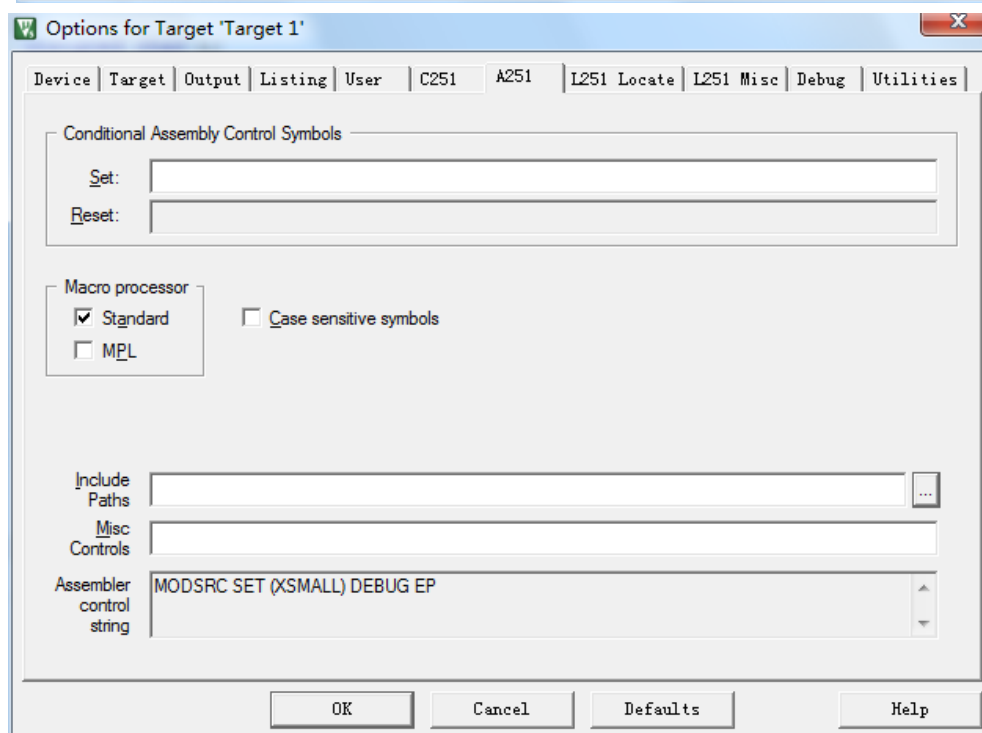 Options for Target 'Target 1'
Device Target Output Listing User C251 A251 L251 Locate L251 Misc Debug Utilities
Conditional Assembly Control Symbols
Set:
Reset:
Macro processor
Standard
Case sensitive symbols
MPL
Include
Paths
...
Misc
Controls
Assembler
control
string
MODSRC SET (XSMALL) DEBUG EP
OK Cancel Defaults Help